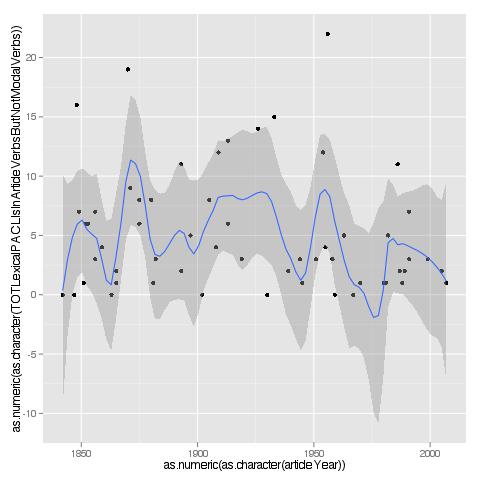 as.numeric(as.character(TOTLexicalPACLIsInArticleVerbsButNotModalVerbs))
20
15
10
5
0
-5
-10
1850 1900 1950 2000
as.numeric(as.character(articleYear))